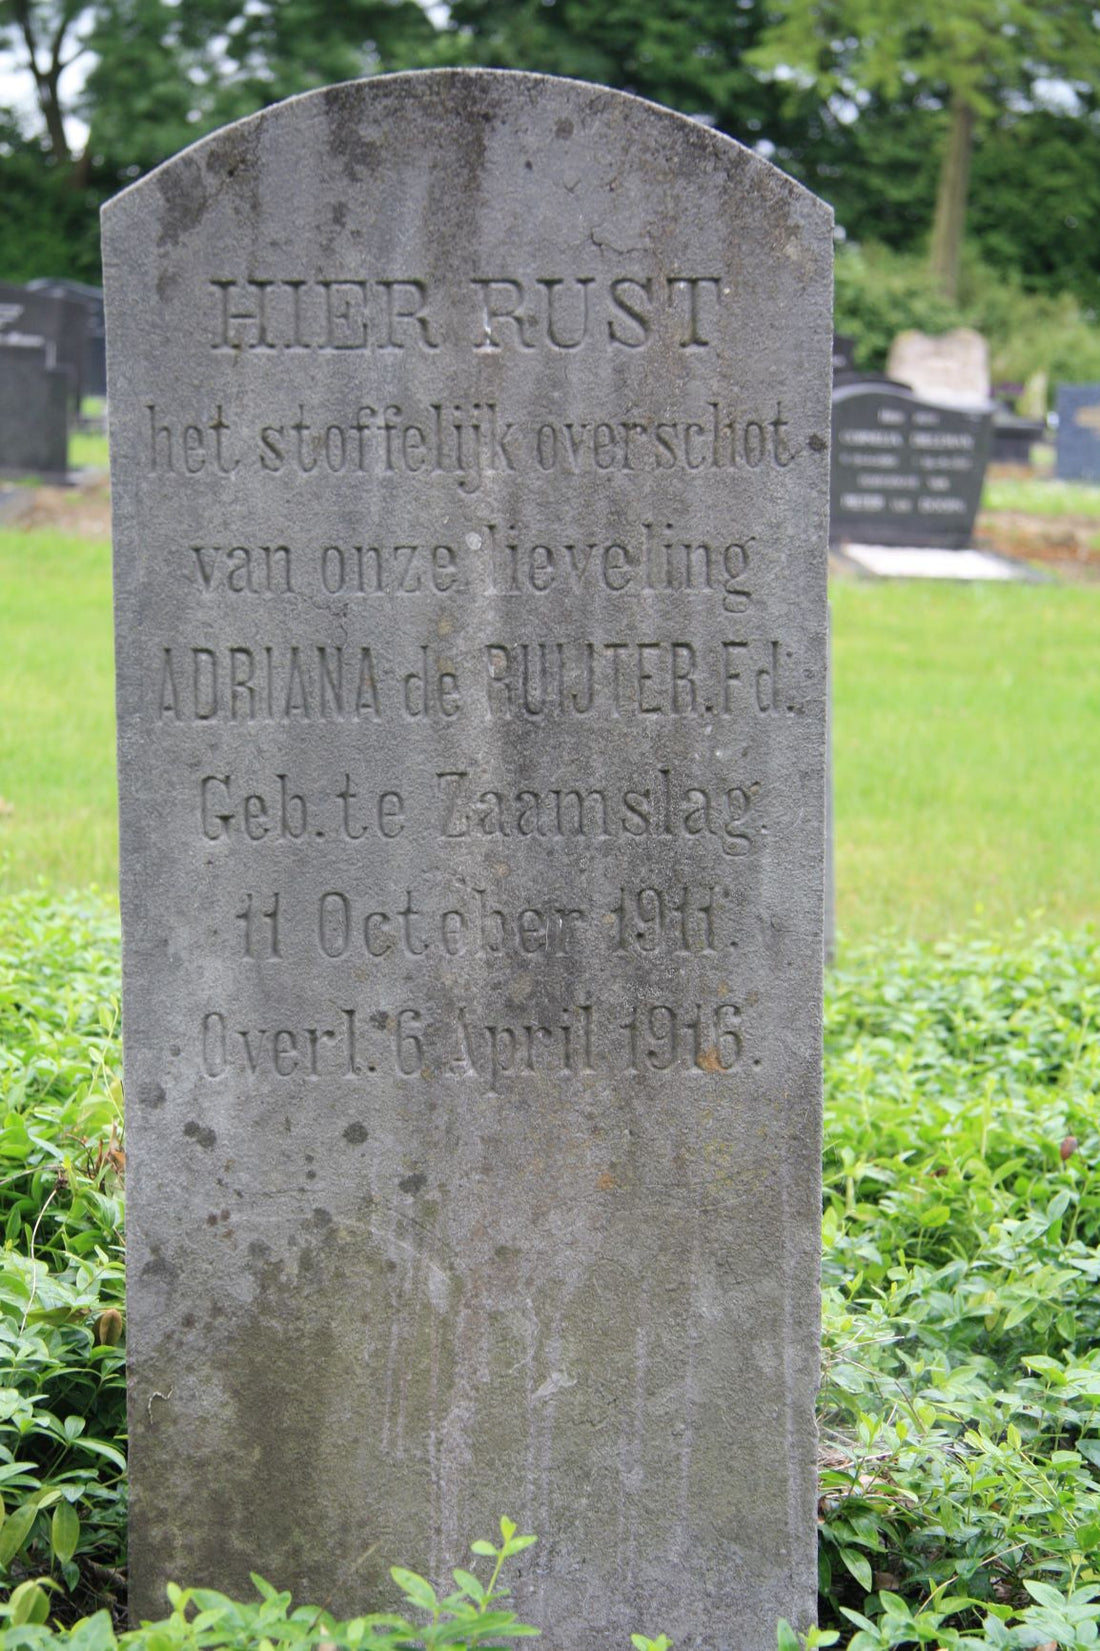 HIER RUST
het stoffelijk overschot
van onze lieveling
ADRIANA de RUIJTER. Fd.
Geb. te Zaamslag.
11 October 1911.
Overl. 6 April 1916.